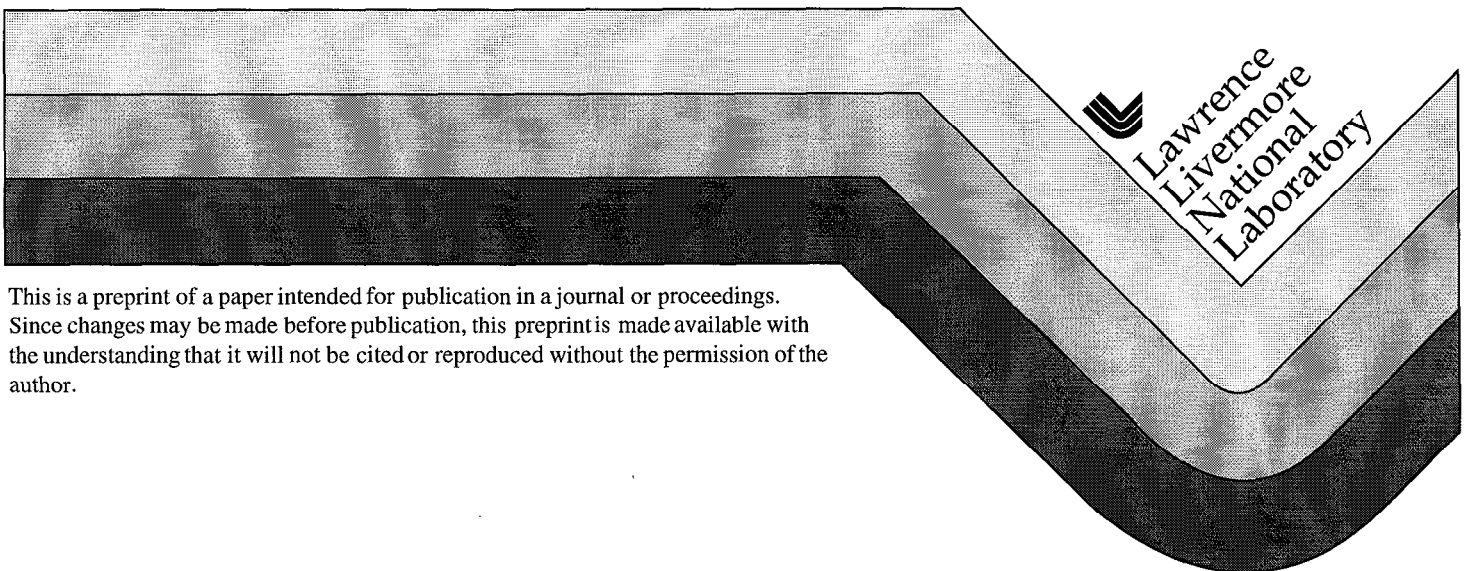 Lawrence
Livermore
National
Laboratory
This is a preprint of a paper intended for publication in a journal or proceedings.
Since changes may be made before publication, this preprint is made available with
the understanding that it will not be cited or reproduced without the permission of the
author.